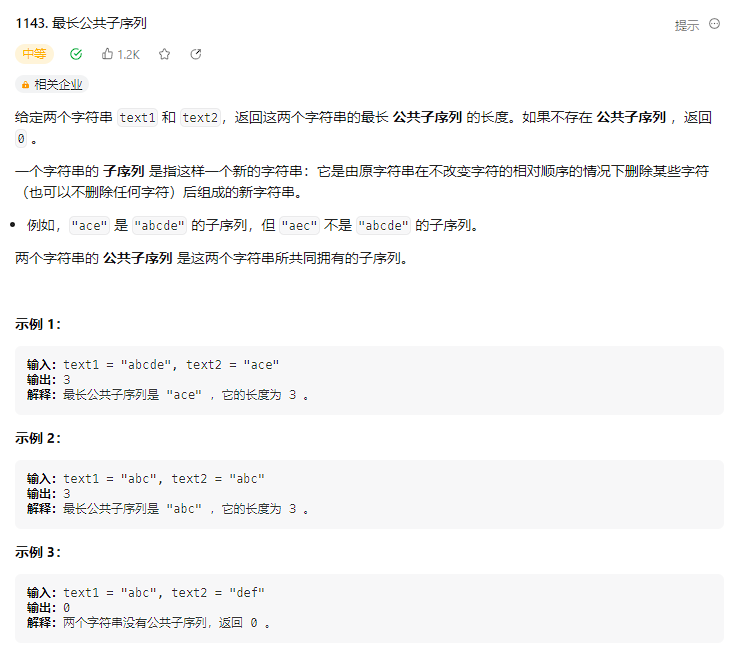 1143. 最长公共子序列
提示
中等 1.2K
相关企业
给定两个字符串 text1 和 text2，返回这两个字符串的最长 公共子序列 的长度。如果不存在 公共子序列 ，返回
0 。
一个字符串的 子序列 是指这样一个新的字符串：它是由原字符串在不改变字符的相对顺序的情况下删除某些字符
（也可以不删除任何字符）后组成的新字符串。
• 例如，"ace" 是 "abcde" 的子序列，但 "aec" 不是 "abcde" 的子序列。
两个字符串的 公共子序列 是这两个字符串所共同拥有的子序列。
示例 1：
输入：text1 = "abcde", text2 = "ace"
输出：3
解释：最长公共子序列是 "ace" ，它的长度为 3 。
示例 2：
输入：text1 = "abc", text2 = "abc"
输出：3
解释：最长公共子序列是 "abc" ，它的长度为 3 。
示例 3：
输入：text1 = "abc", text2 = "def"
输出：0
解释：两个字符串没有公共子序列，返回 0 。